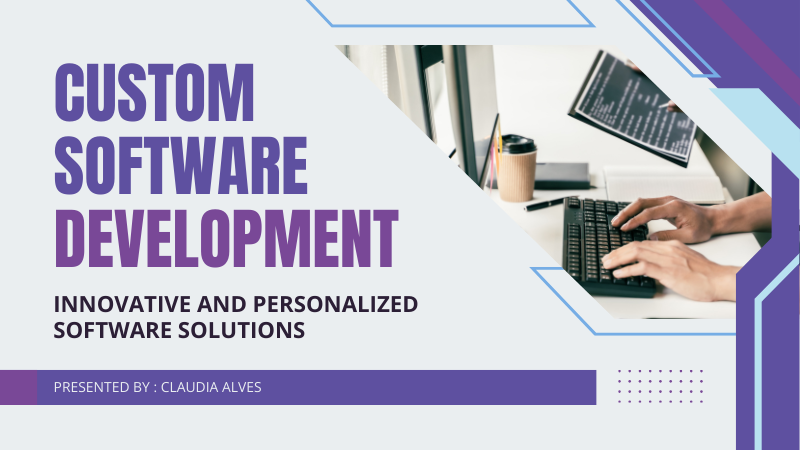 CUSTOM
SOFTWARE
DEVELOPMENT
INNOVATIVE AND PERSONALIZED
SOFTWARE SOLUTIONS
PRESENTED BY : CLAUDIA ALVES